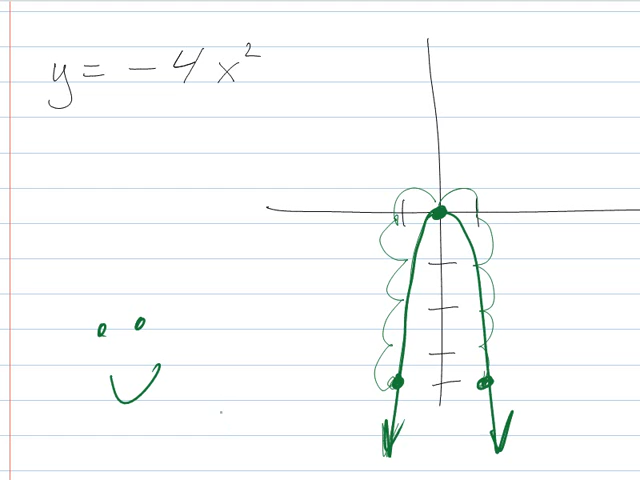 y = -4x²